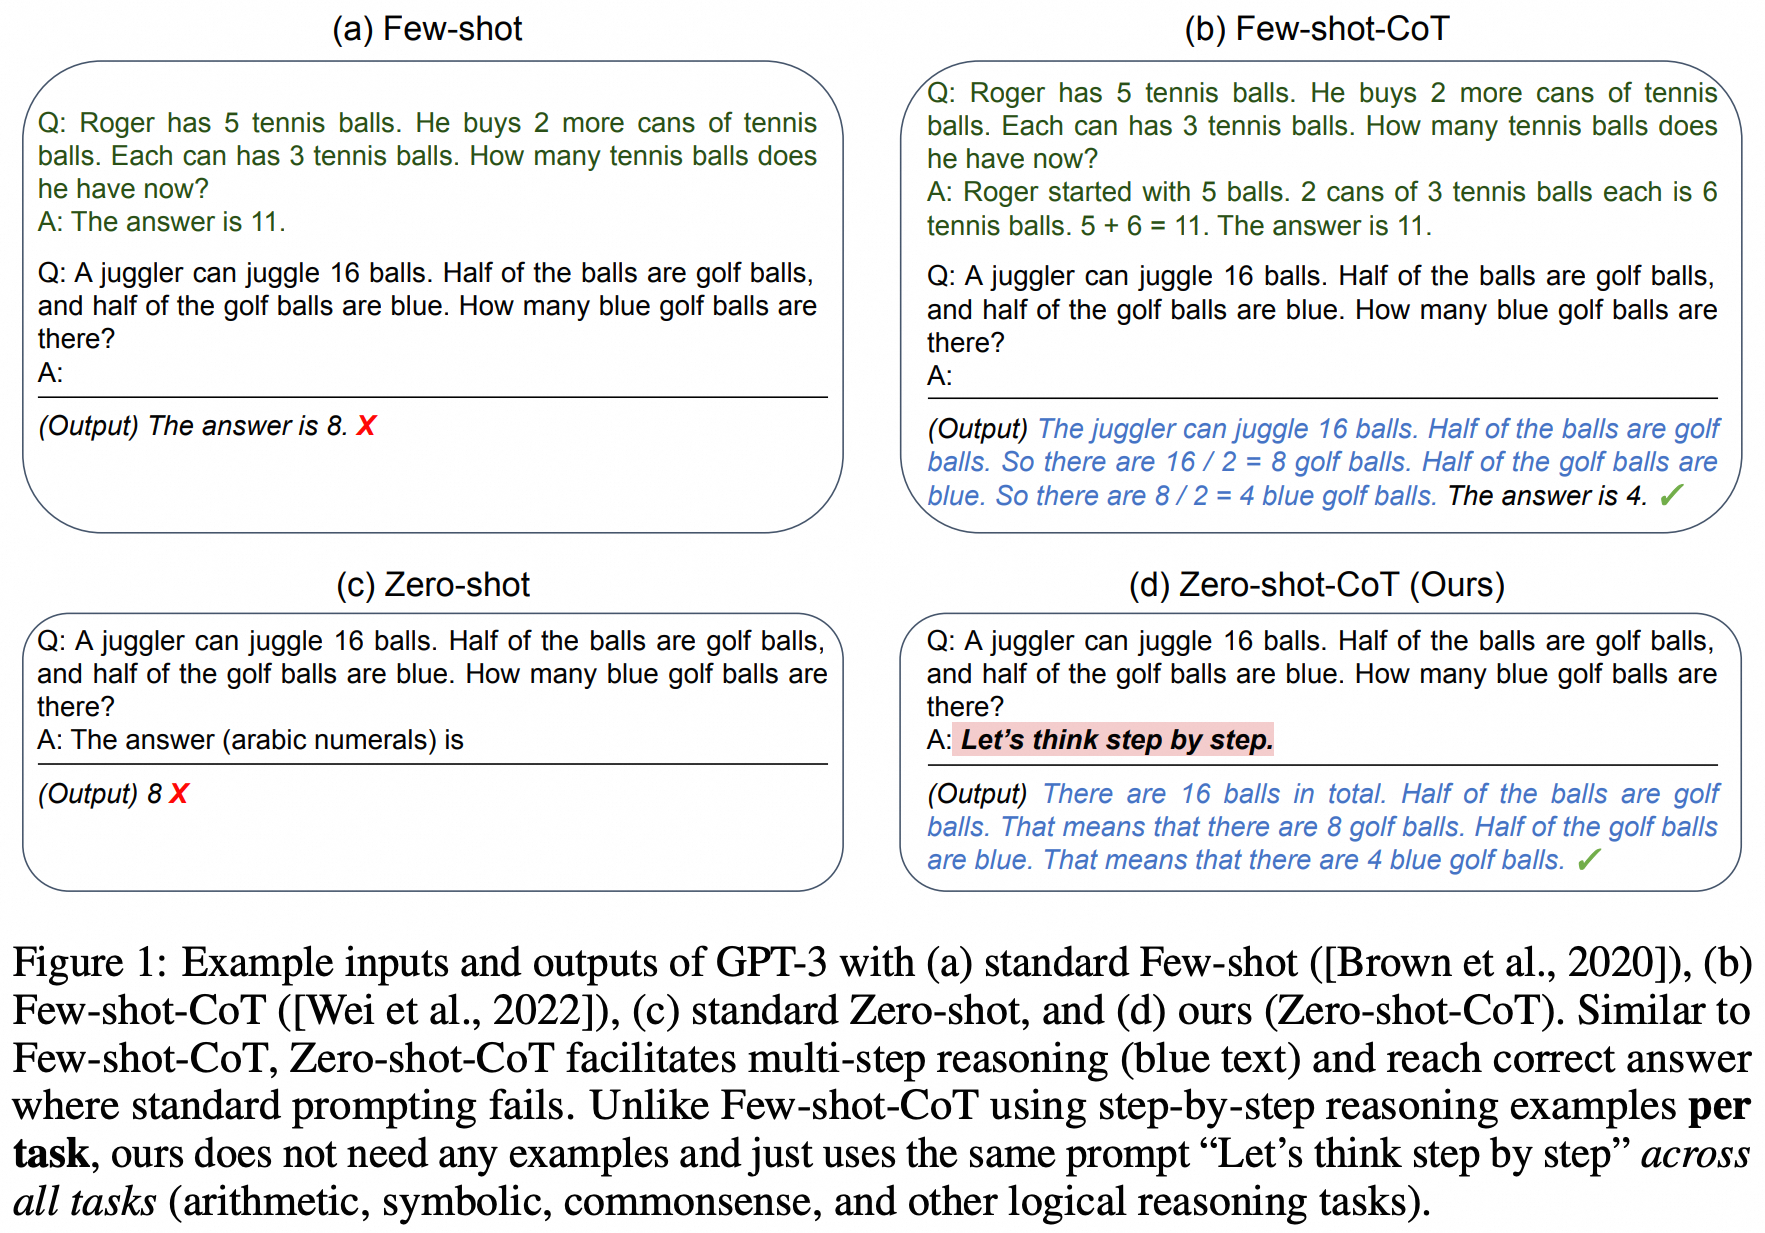 (a) Few-shot
Q: Roger has 5 tennis balls. He buys 2 more cans of tennis
balls. Each can has 3 tennis balls. How many tennis balls does
he have now?
A: The answer is 11.
Q: A juggler can juggle 16 balls. Half of the balls are golf balls,
and half of the golf balls are blue. How many blue golf balls are
there?
A:
(Output) The answer is 8. X
(b) Few-shot-CoT
Q: Roger has 5 tennis balls. He buys 2 more cans of tennis
balls. Each can has 3 tennis balls. How many tennis balls does
he have now?
A: Roger started with 5 balls. 2 cans of 3 tennis balls each is 6
tennis balls. 5 + 6 = 11. The answer is 11.
Q: A juggler can juggle 16 balls. Half of the balls are golf balls,
and half of the golf balls are blue. How many blue golf balls are
there?
A:
(Output) The juggler can juggle 16 balls. Half of the balls are golf
balls. So there are 16 / 2 = 8 golf balls. Half of the golf balls are
blue. So there are 8 / 2 = 4 blue golf balls. The answer is 4. ✓
(c) Zero-shot
Q: A juggler can juggle 16 balls. Half of the balls are golf balls,
and half of the golf balls are blue. How many blue golf balls are
there?
A: The answer (arabic numerals) is
(Output) 8 X
(d) Zero-shot-CoT (Ours)
Q: A juggler can juggle 16 balls. Half of the balls are golf balls,
and half of the golf balls are blue. How many blue golf balls are
there?
A: Let’s think step by step.
(Output) There are 16 balls in total. Half of the balls are golf
balls. That means that there are 8 golf balls. Half of the golf balls
are blue. That means that there are 4 blue golf balls. ✓
Figure 1: Example inputs and outputs of GPT-3 with (a) standard Few-shot ([Brown et al., 2020]), (b)
Few-shot-CoT ([Wei et al., 2022]), (c) standard Zero-shot, and (d) ours (Zero-shot-CoT). Similar to
Few-shot-CoT, Zero-shot-CoT facilitates multi-step reasoning (blue text) and reach correct answer
where standard prompting fails. Unlike Few-shot-CoT using step-by-step reasoning examples per
task, ours does not need any examples and just uses the same prompt “Let’s think step by step” across
all tasks (arithmetic, symbolic, commonsense, and other logical reasoning tasks).